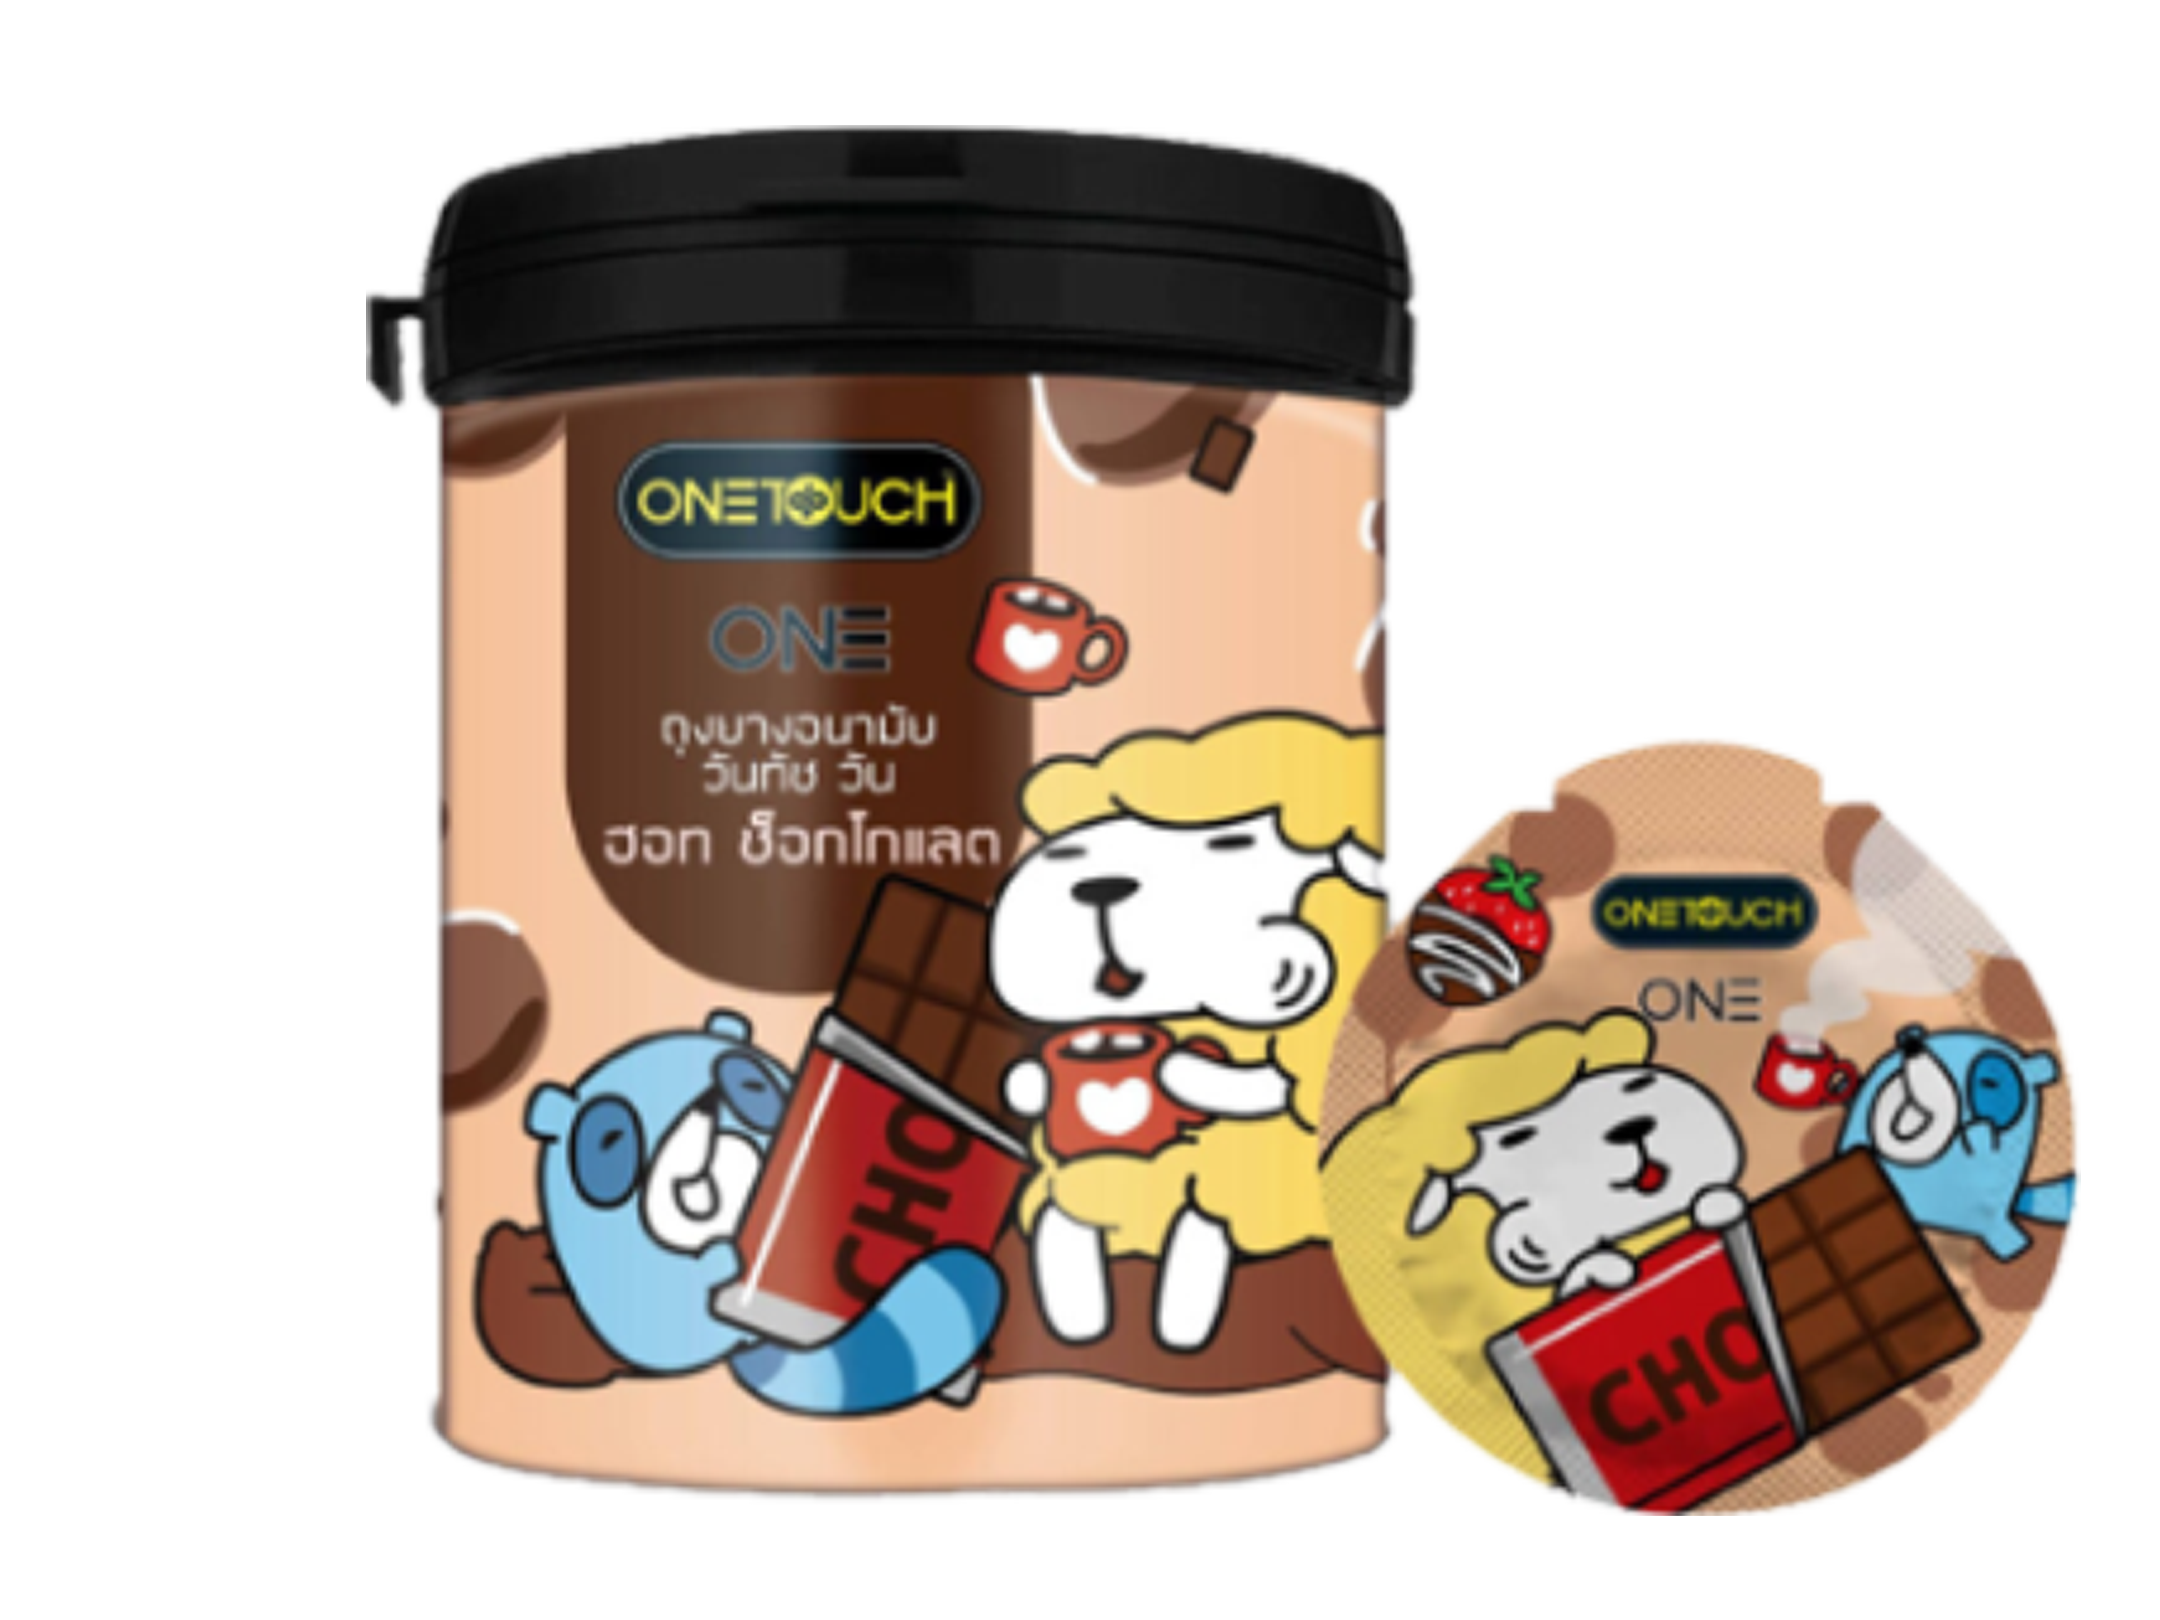 ONETOUCH
ONE
ถุงยางอนามัย
วันทัช วัน
ฮอท ช็อกโกแลต
CHO
ONETOUCH
ONE
CHO